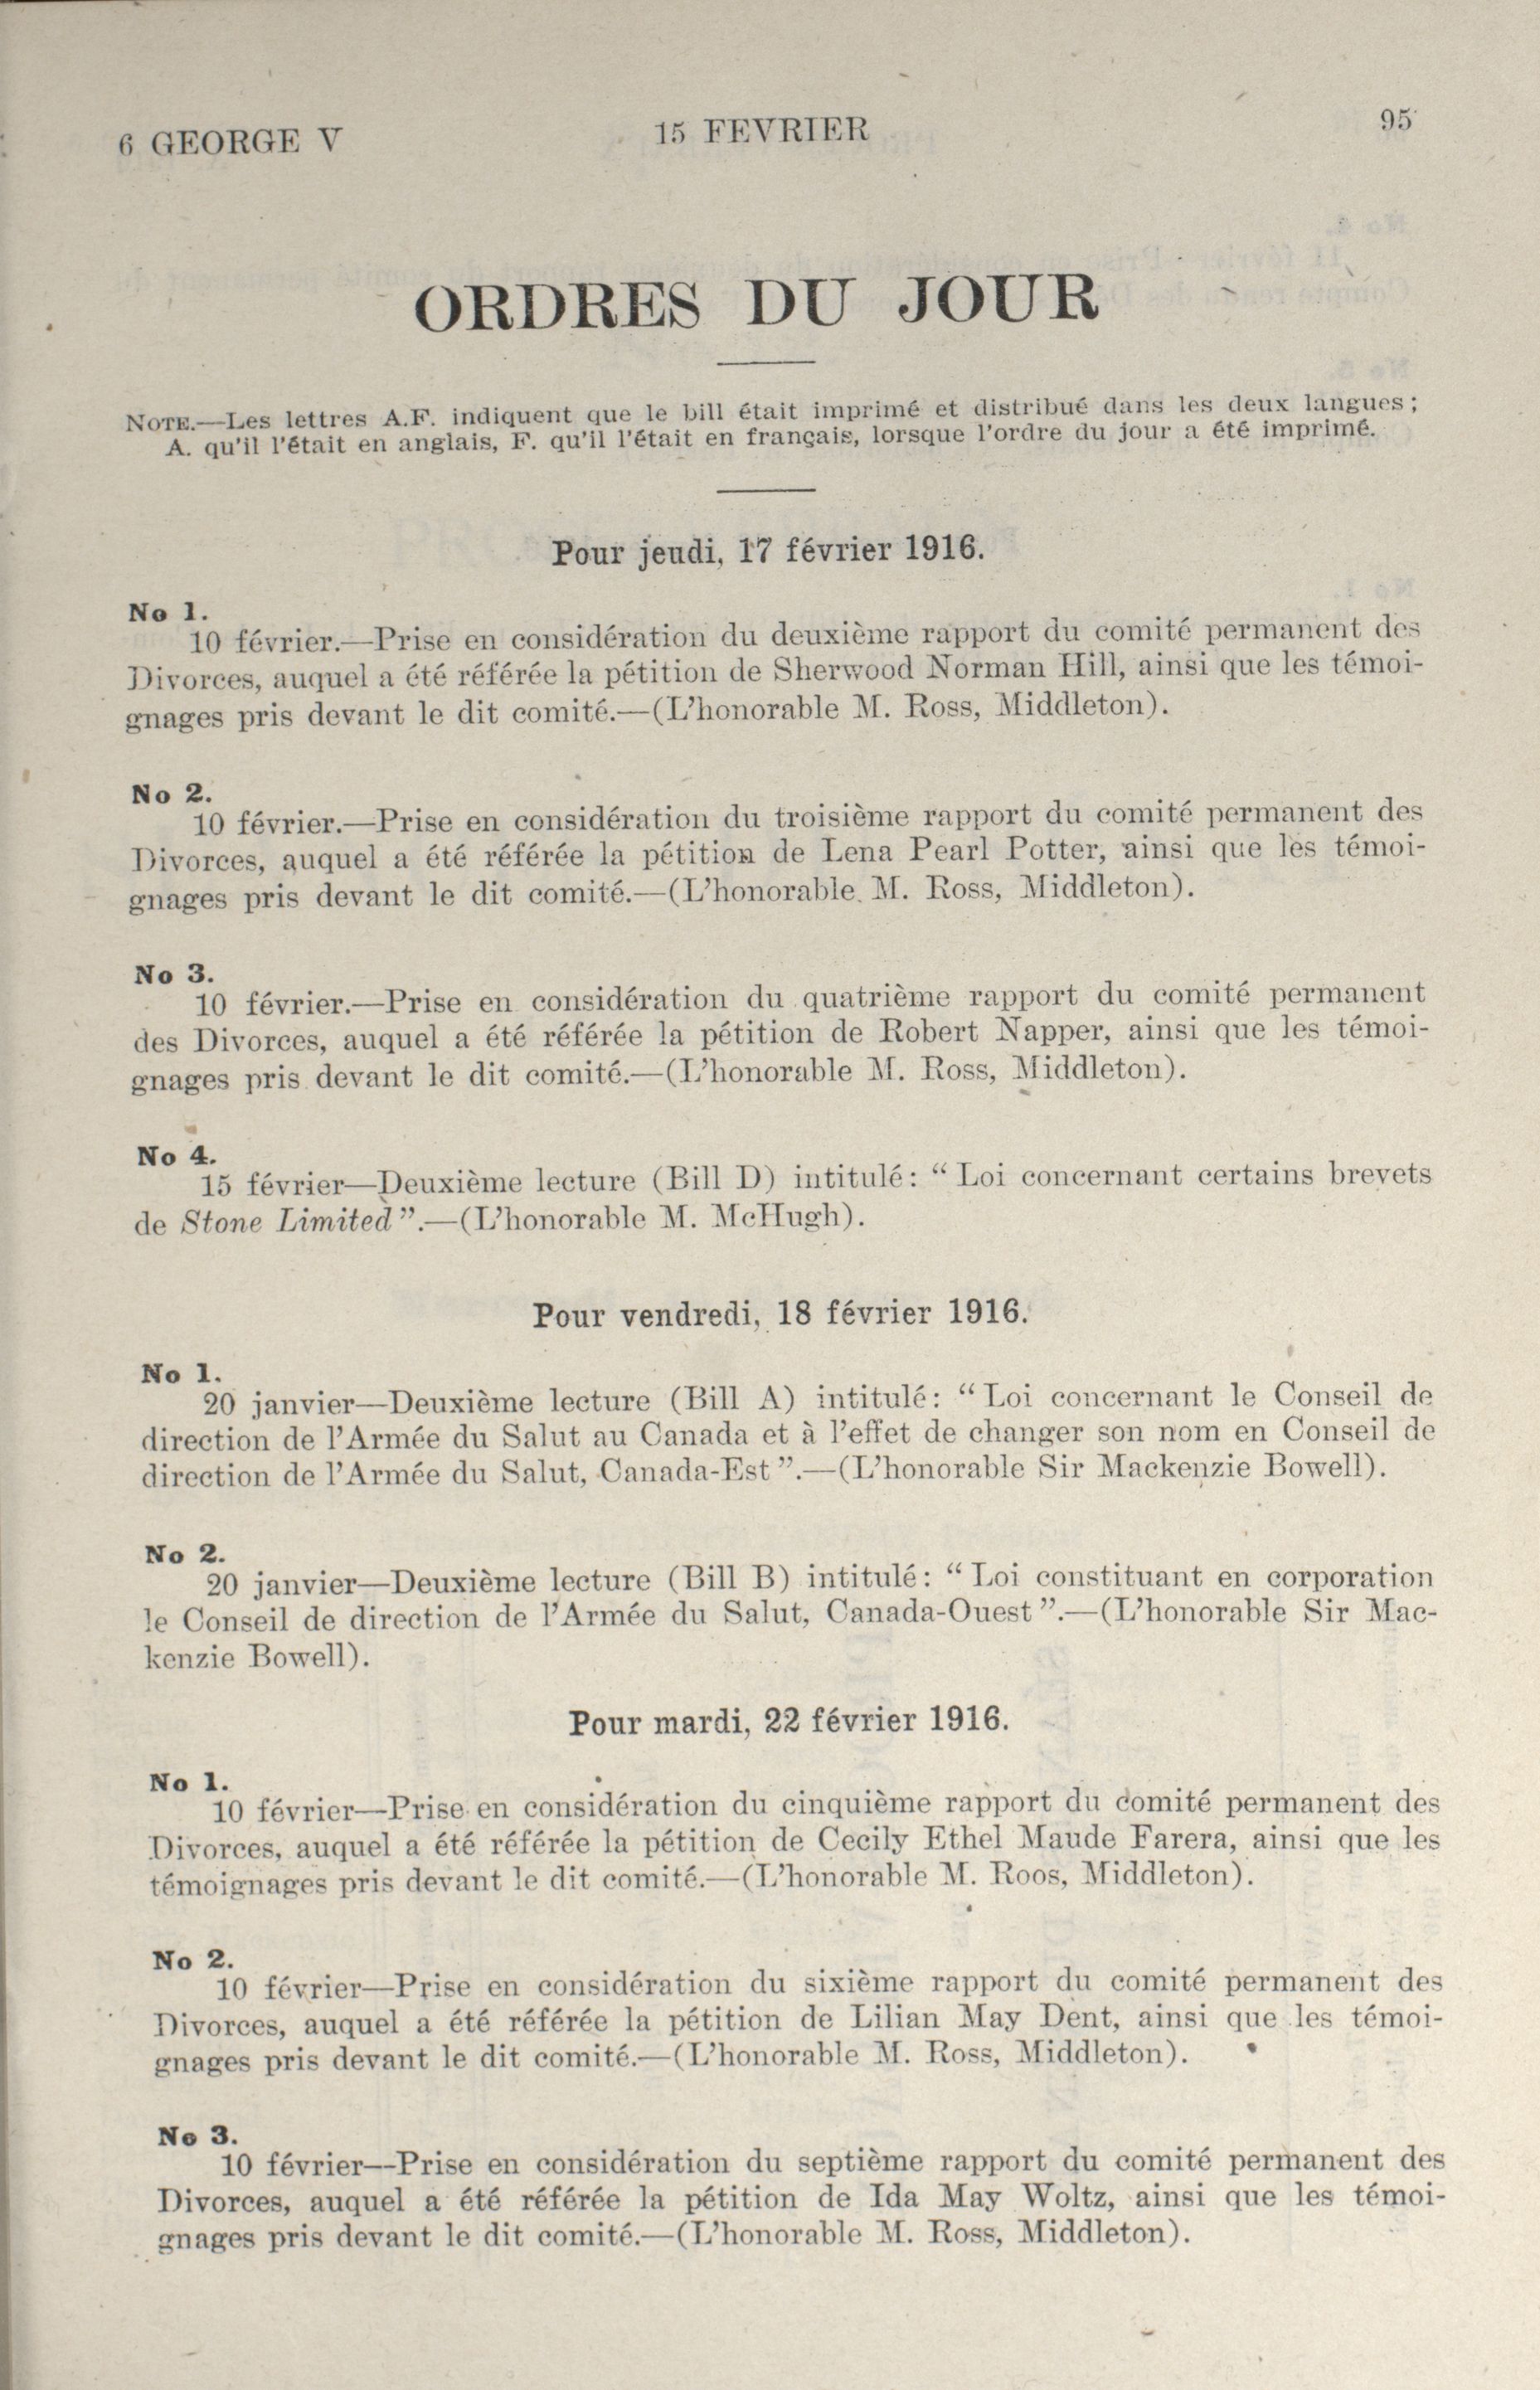 6 GEORGE V 15 FEVRIER 95
ORDRES DU JOUR
NOTE.—Les lettres A.F. indiquent que le bill était imprimé et distribué dans les deux langues;
A. qu'il l'était en anglais, F. qu'il l'était en français, lorsque l'ordre du jour a été imprimé.
Pour jeudi, 17 février 1916.
No 1.
10 février.—Prise en considération du deuxième rapport du comité permanent des
Divorces, auquel a été référée la pétition de Sherwood Norman Hill, ainsi que les témoi-
gnages pris devant le dit comité.—(L'honorable M. Ross, Middleton).
No 2.
10 février.—Prise en considération du troisième rapport du comité permanent des
Divorces, auquel a été référée la pétition de Lena Pearl Potter, ainsi que les témoi-
gnages pris devant le dit comité.—(L'honorable M. Ross, Middleton).
No 3.
10 février.—Prise en considération du quatrième rapport du comité permanent
des Divorces, auquel a été référée la pétition de Robert Napper, ainsi que les témoi-
gnages pris devant le dit comité.—(L'honorable M. Ross, Middleton).
No 4.
15 février—Deuxième lecture (Bill D) intitulé: "Loi concernant certains brevets
de Stone Limited".—(L'honorable M. McHugh).
Pour vendredi, 18 février 1916.
No 1.
20 janvier—Deuxième lecture (Bill A) intitulé: "Loi concernant le Conseil de
direction de l'Armée du Salut au Canada et à l'effet de changer son nom en Conseil de
direction de l'Armée du Salut, Canada-Est".—(L'honorable Sir Mackenzie Bowell).
No 2.
20 janvier—Deuxième lecture (Bill B) intitulé: "Loi constituant en corporation
le Conseil de direction de l'Armée du Salut, Canada-Ouest".—(L'honorable Sir Mac-
kenzie Bowell).
Pour mardi, 22 février 1916.
No 1.
10 février—Prise en considération du cinquième rapport du comité permanent des
Divorces, auquel a été référée la pétition de Cecily Ethel Maude Farera, ainsi que les
témoignages pris devant le dit comité.—(L'honorable M. Roos, Middleton).
No 2.
10 février—Prise en considération du sixième rapport du comité permanent des
Divorces, auquel a été référée la pétition de Lilian May Dent, ainsi que les témoi-
gnages pris devant le dit comité.—(L'honorable M. Ross, Middleton).
No 3.
10 février—Prise en considération du septième rapport du comité permanent des
Divorces, auquel a été référée la pétition de Ida May Woltz, ainsi que les témoi-
gnages pris devant le dit comité.—(L'honorable M. Ross, Middleton).